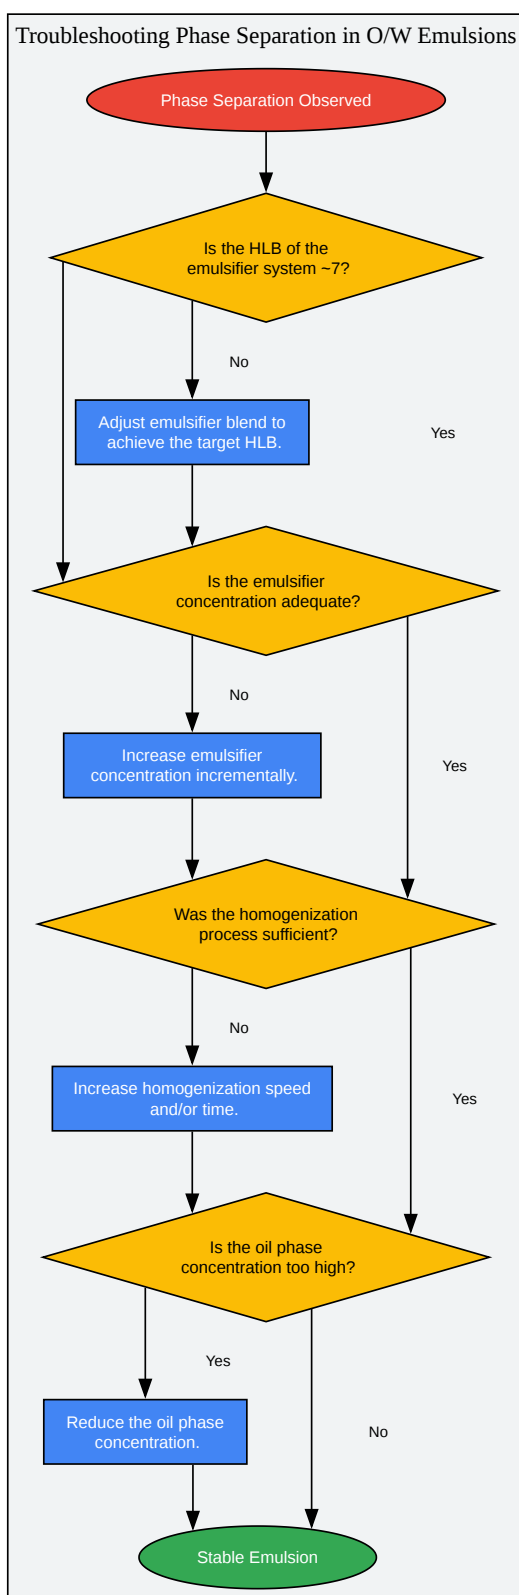 Troubleshooting Phase Separation in O/W Emulsions
Phase Separation Observed
Is the HLB of the
emulsifier system ~7?
No
Adjust emulsifier blend to
achieve the target HLB.
Yes
Is the emulsifier
concentration adequate?
No
Increase emulsifier
concentration incrementally.
Yes
Was the homogenization
process sufficient?
No
Increase homogenization speed
and/or time.
Yes
Is the oil phase
concentration too high?
Yes
Reduce the oil phase
concentration.
No
Stable Emulsion